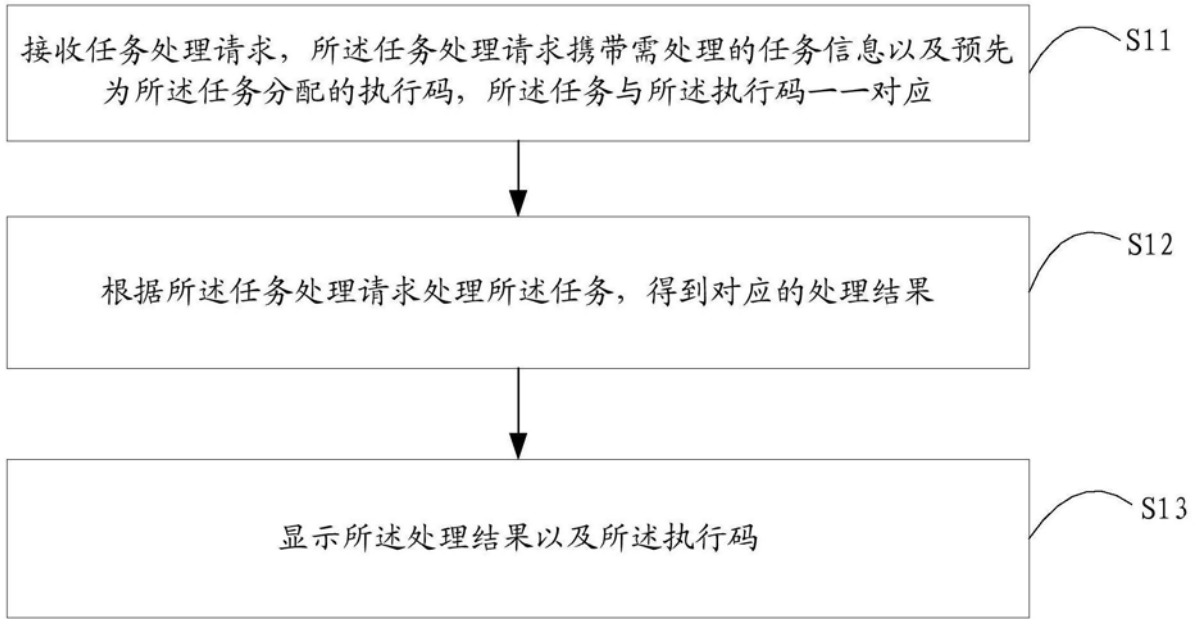 接收任务处理请求，所述任务处理请求携带需处理的任务信息以及预先
为所述任务分配的执行码，所述任务与所述执行码一一对应
S11
根据所述任务处理请求处理所述任务，得到对应的处理结果
S12
显示所述处理结果以及所述执行码
S13